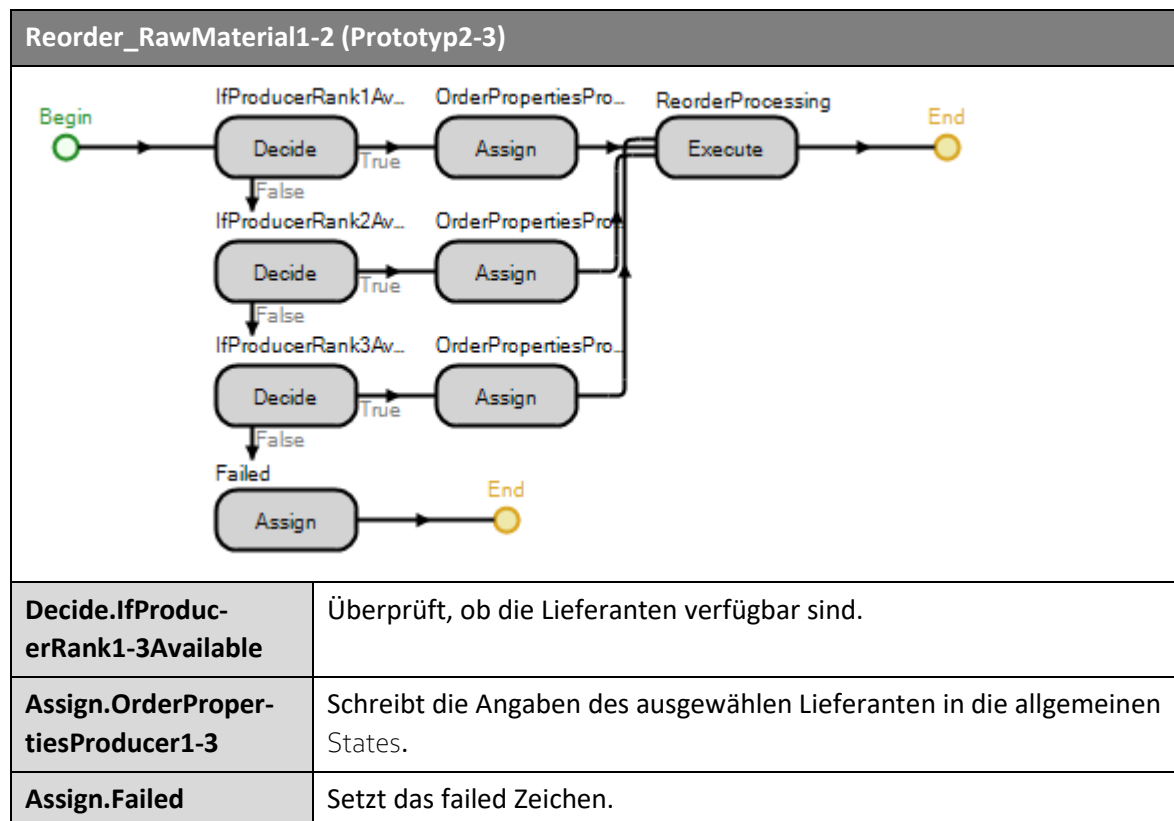 Reorder_RawMaterial1-2 (Prototyp2-3)
IfProducerRank1Av... OrderPropertiesPro... ReorderProcessing
Begin End
Decide Assign Execute
True
False
IfProducerRank2Av... OrderPropertiesPro...
Decide Assign
True
False
IfProducerRank3Av... OrderPropertiesPro...
Decide Assign
True
False
Failed
End
Assign
Decide.IfProduc-
erRank1-3Available
Überprüft, ob die Lieferanten verfügbar sind.
Assign.OrderProper-
tiesProducer1-3
Schreibt die Angaben des ausgewählen Lieferanten in die allgemeinen
States.
Assign.Failed
Setzt das failed Zeichen.